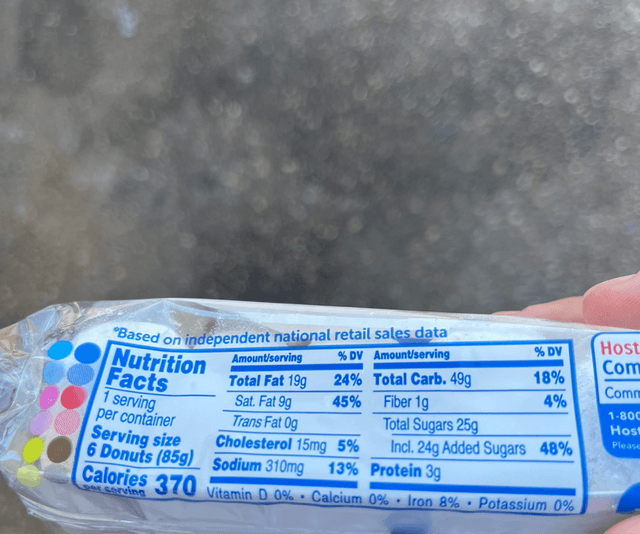 *Based on independent national retail sales data
Nutrition
Facts
1 serving
per container
Serving size
6 Donuts (85g)
Calories 370
per serving
Amount/serving % DV
Total Fat 19g 24%
Sat. Fat 9g 45%
Trans Fat 0g
Cholesterol 15mg 5%
Sodium 310mg 13%
Amount/serving % DV
Total Carb. 49g 18%
Fiber 1g 4%
Total Sugars 25g
Incl. 24g Added Sugars 48%
Protein 3g
Vitamin D 0% • Calcium 0% • Iron 8% • Potassium 0%
Host
Com
Comm
1-800
Host
Please